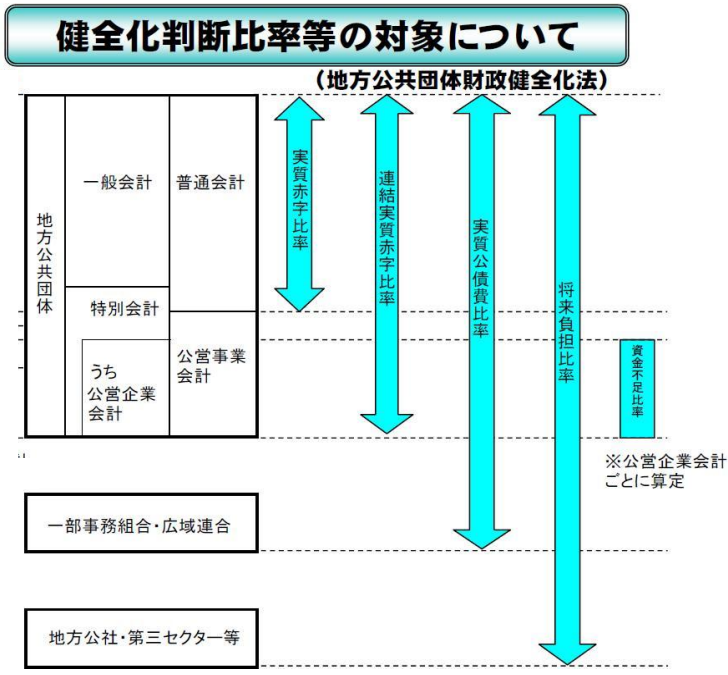 健全化判断比率等の対象について
（地方公共団体財政健全化法）
地方公共団体
一般会計
普通会計
特別会計
うち
公営企業
会計
公営事業
会計
実質赤字比率
連結実質赤字比率
実質公債費比率
将来負担比率
資金不足比率
※公営企業会計
ごとに算定
一部事務組合・広域連合
地方公社・第三セクター等